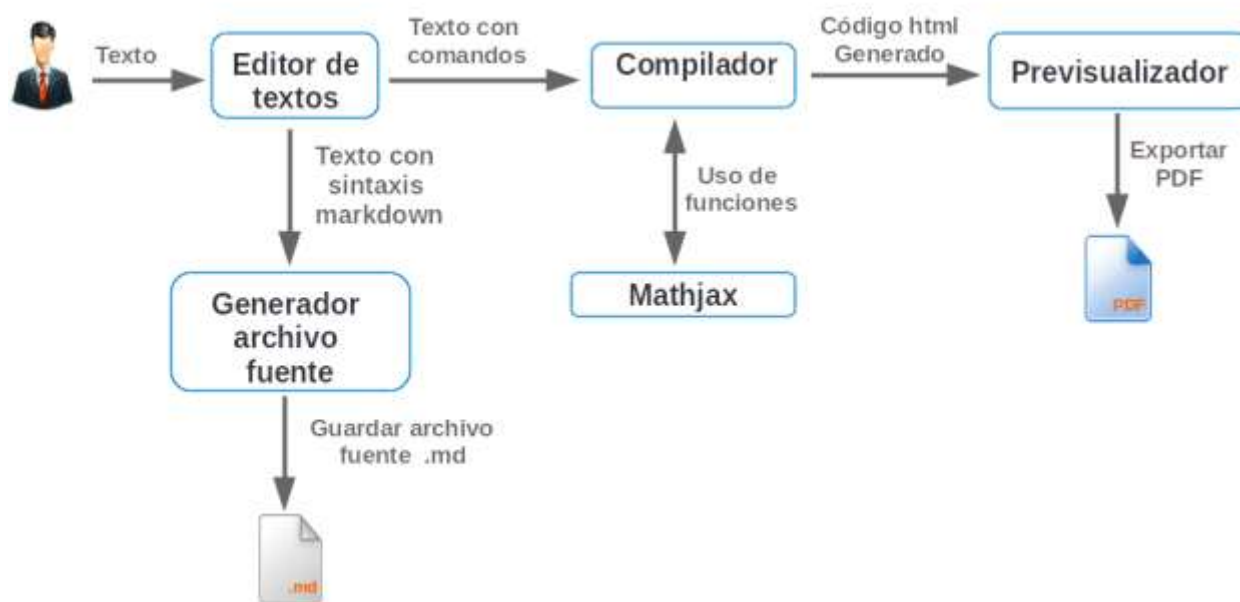 Texto
Editor de
textos
Texto con
comandos
Compilador
Código html
Generado
Previsualizador
Texto con
sintaxis
markdown
Uso de
funciones
Exportar
PDF
Generador
archivo
fuente
Mathjax
PDF
Guardar archivo
fuente .md
.md